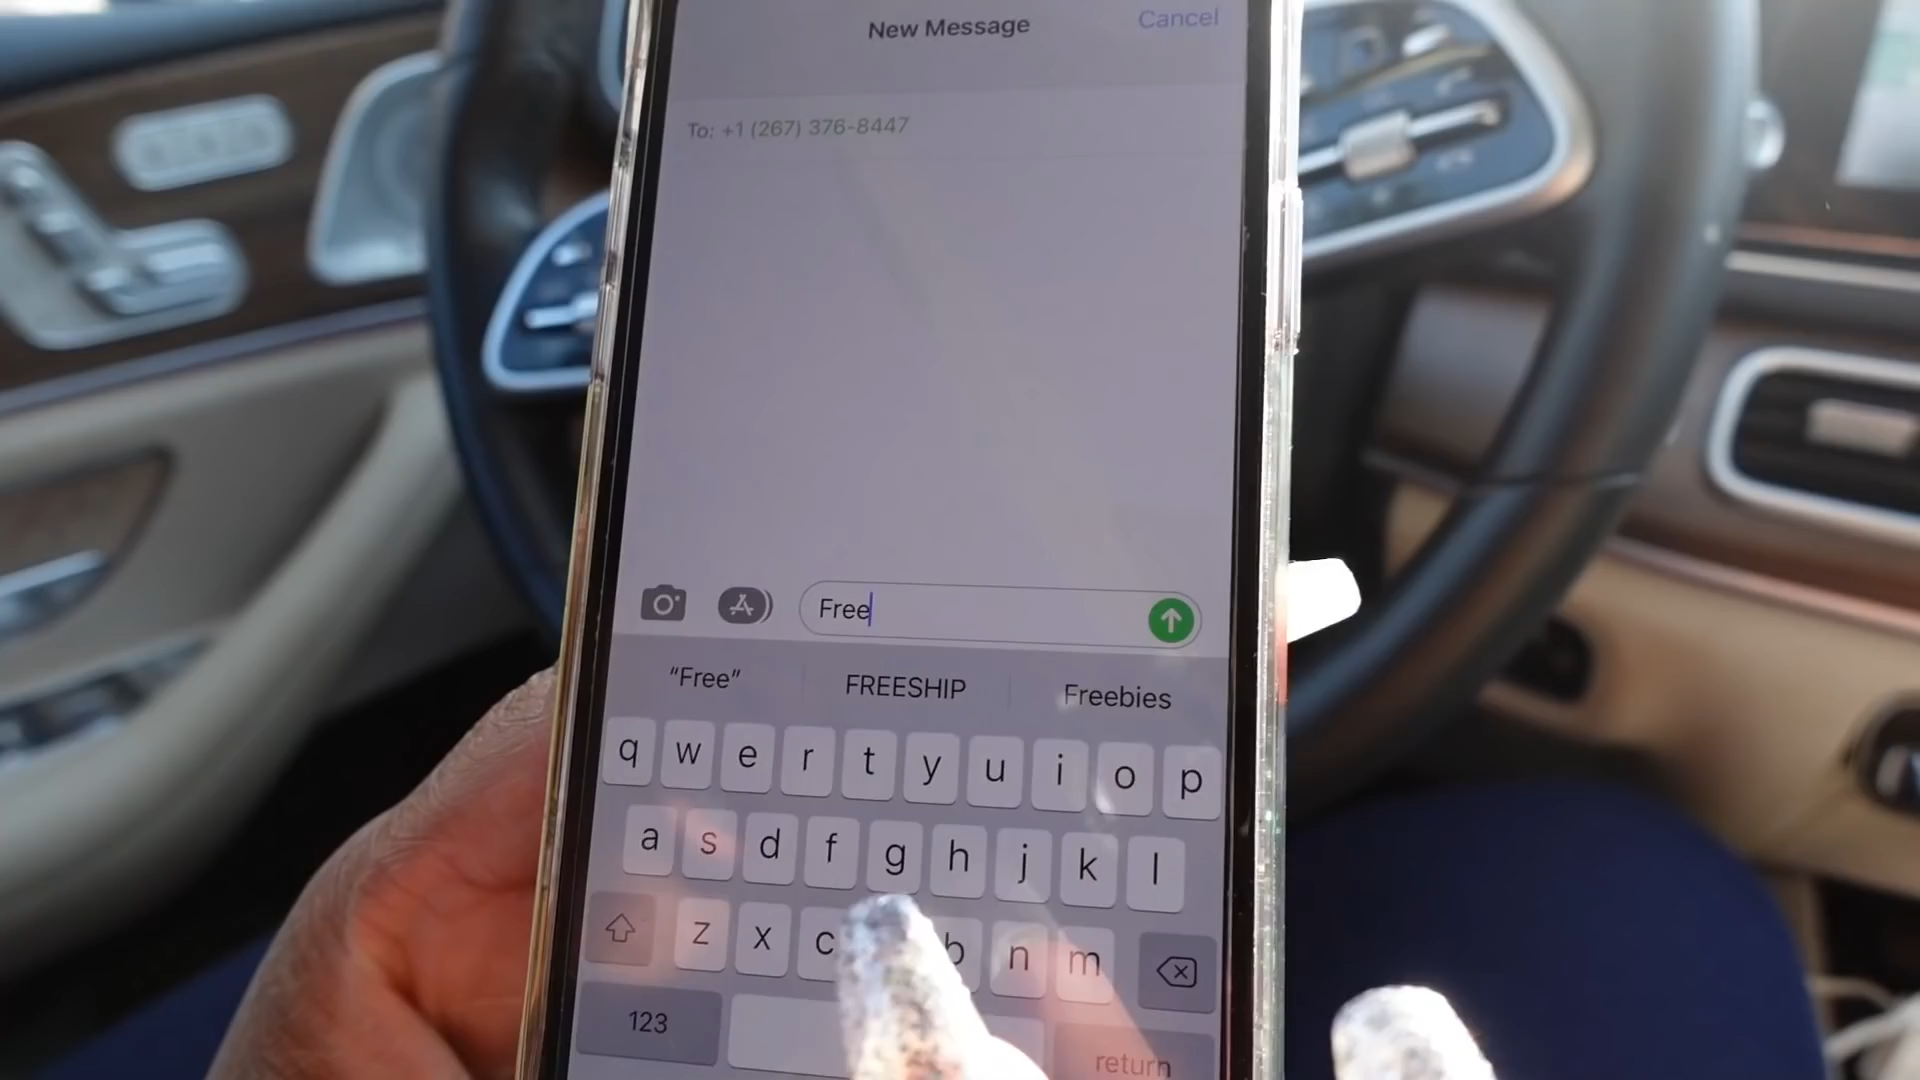 New Message
Cancel
To: +1 (267) 376-8447
Free
"Free"
FREESHIP
Freebies
q w e r t y u i o p
a s d f g h j k l
z x c b n m
123
return